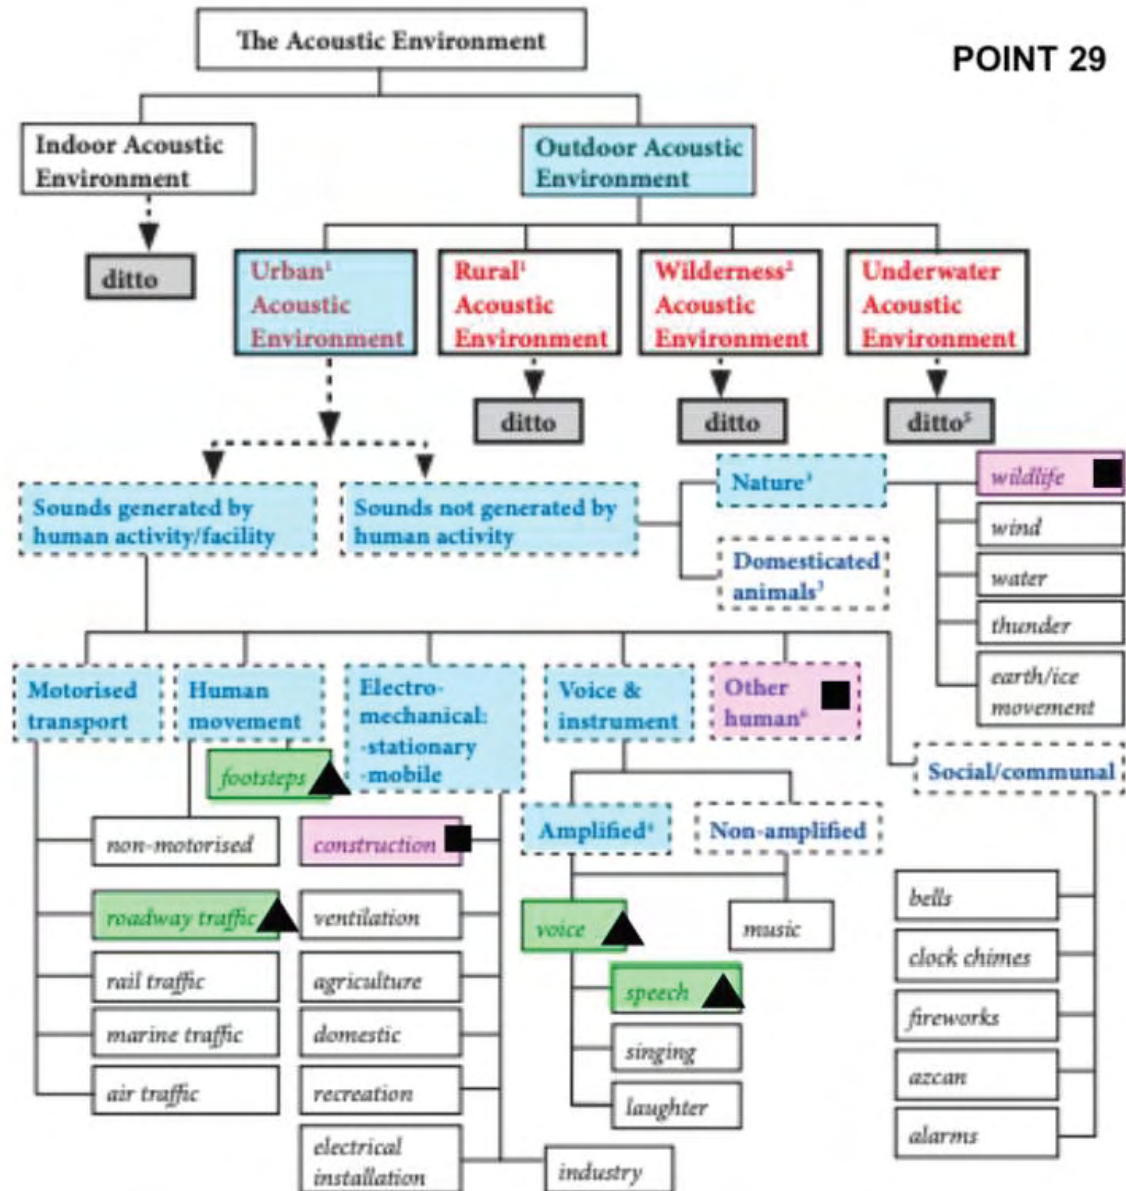 The Acoustic Environment
POINT 29
Indoor Acoustic
Environment
Outdoor Acoustic
Environment
ditto
Urban¹
Acoustic
Environment
Rural¹
Acoustic
Environment
Wilderness²
Acoustic
Environment
Underwater
Acoustic
Environment
ditto
ditto
ditto⁵
Sounds generated by
human activity/facility
Sounds not generated by
human activity
Nature³
Domesticated
animals³
wildlife
wind
water
thunder
earth/ice
movement
Motorised
transport
Human
movement
Electro-
mechanical:
-stationary
-mobile
Voice &
instrument
Other
human⁶
Social/communal
footsteps
non-motorised
roadway traffic
rail traffic
marine traffic
air traffic
construction
ventilation
agriculture
domestic
recreation
electrical
installation
industry
Amplified⁴
Non-amplified
voice
music
speech
singing
laughter
bells
clock chimes
fireworks
azcan
alarms